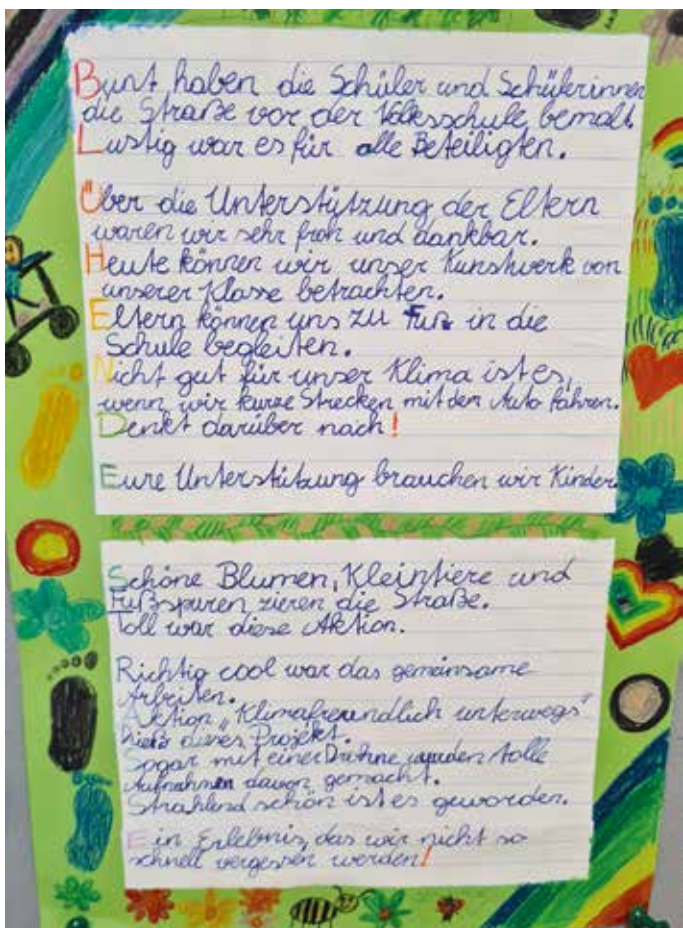 Bunt haben die Schüler und Schülerinnen
die Straße vor der Volksschule bemalt.
Lustig war es für alle Beteiligten.
Über die Unterstützung der Eltern
waren wir sehr froh und dankbar.
Heute können wir unser Kunstwerk von
unserer Klasse betrachten.
Eltern können uns zu Fuß in die
Schule begleiten.
Nicht gut für unser Klima ist es,
wenn wir kurze Strecken mit dem Auto fahren.
Denkt darüber nach!
Eure Unterstützung brauchen wir Kinder
Schöne Blumen, Kleintiere und
Fußspuren zieren die Straße.
Toll war diese Aktion.
Richtig cool war das gemeinsame
Arbeiten.
Aktion „Klimafreundlich unterwegs"
hieß dieses Projekt.
Sogar mit einer Drohne wurden tolle
Aufnahmen davon gemacht.
Strahlend schön ist es geworden.
Ein Erlebnis, das wir nicht so
schnell vergessen werden!